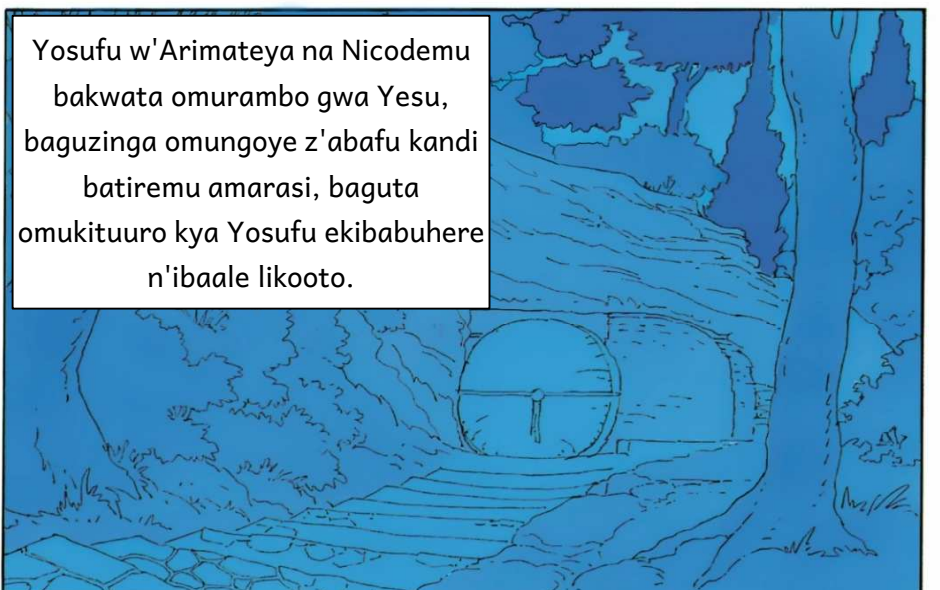 Yosufu w'Arimateya na Nicodemu
bakwata omurambo gwa Yesu,
baguzinga omungoye z'abafu kandi
batiremu amarasi, baguta
omukituuro kya Yosufu ekibabuhere
n'ibaale likooto.